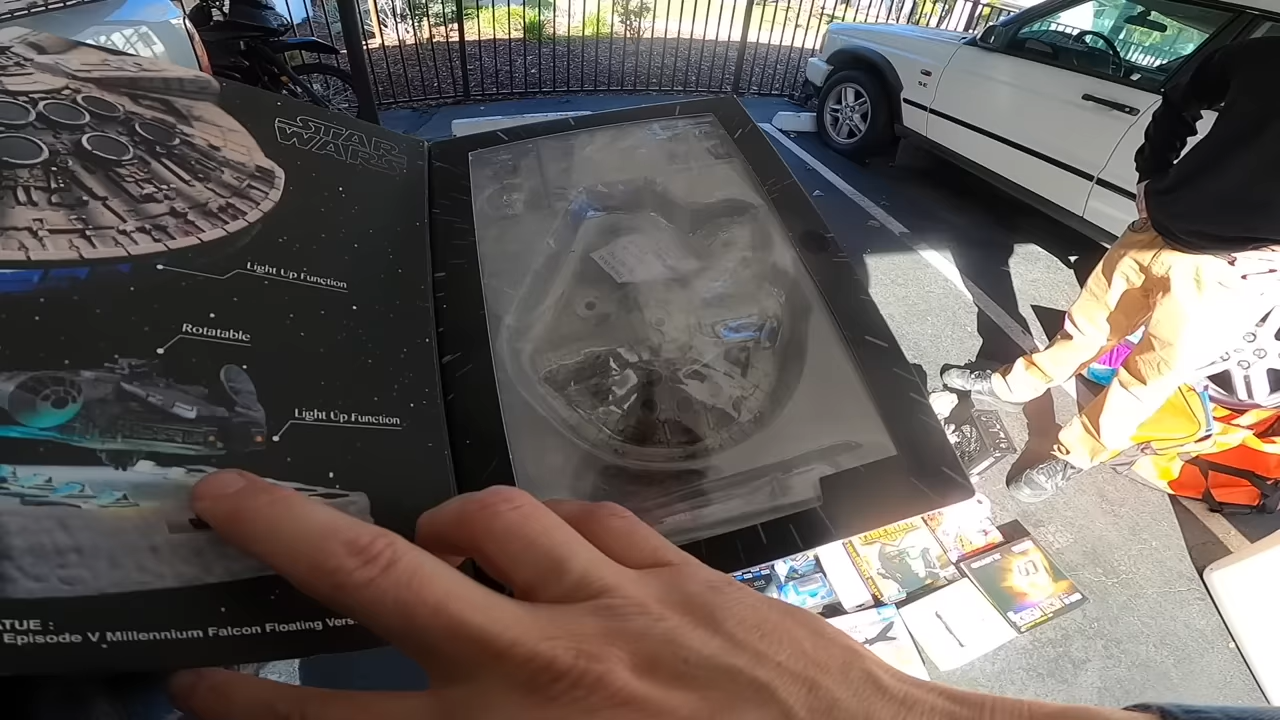 STAR
WARS
Light Up Function
Rotatable
Light Up Function
ATUE :
Episode V Millennium Falcon Floating Vers